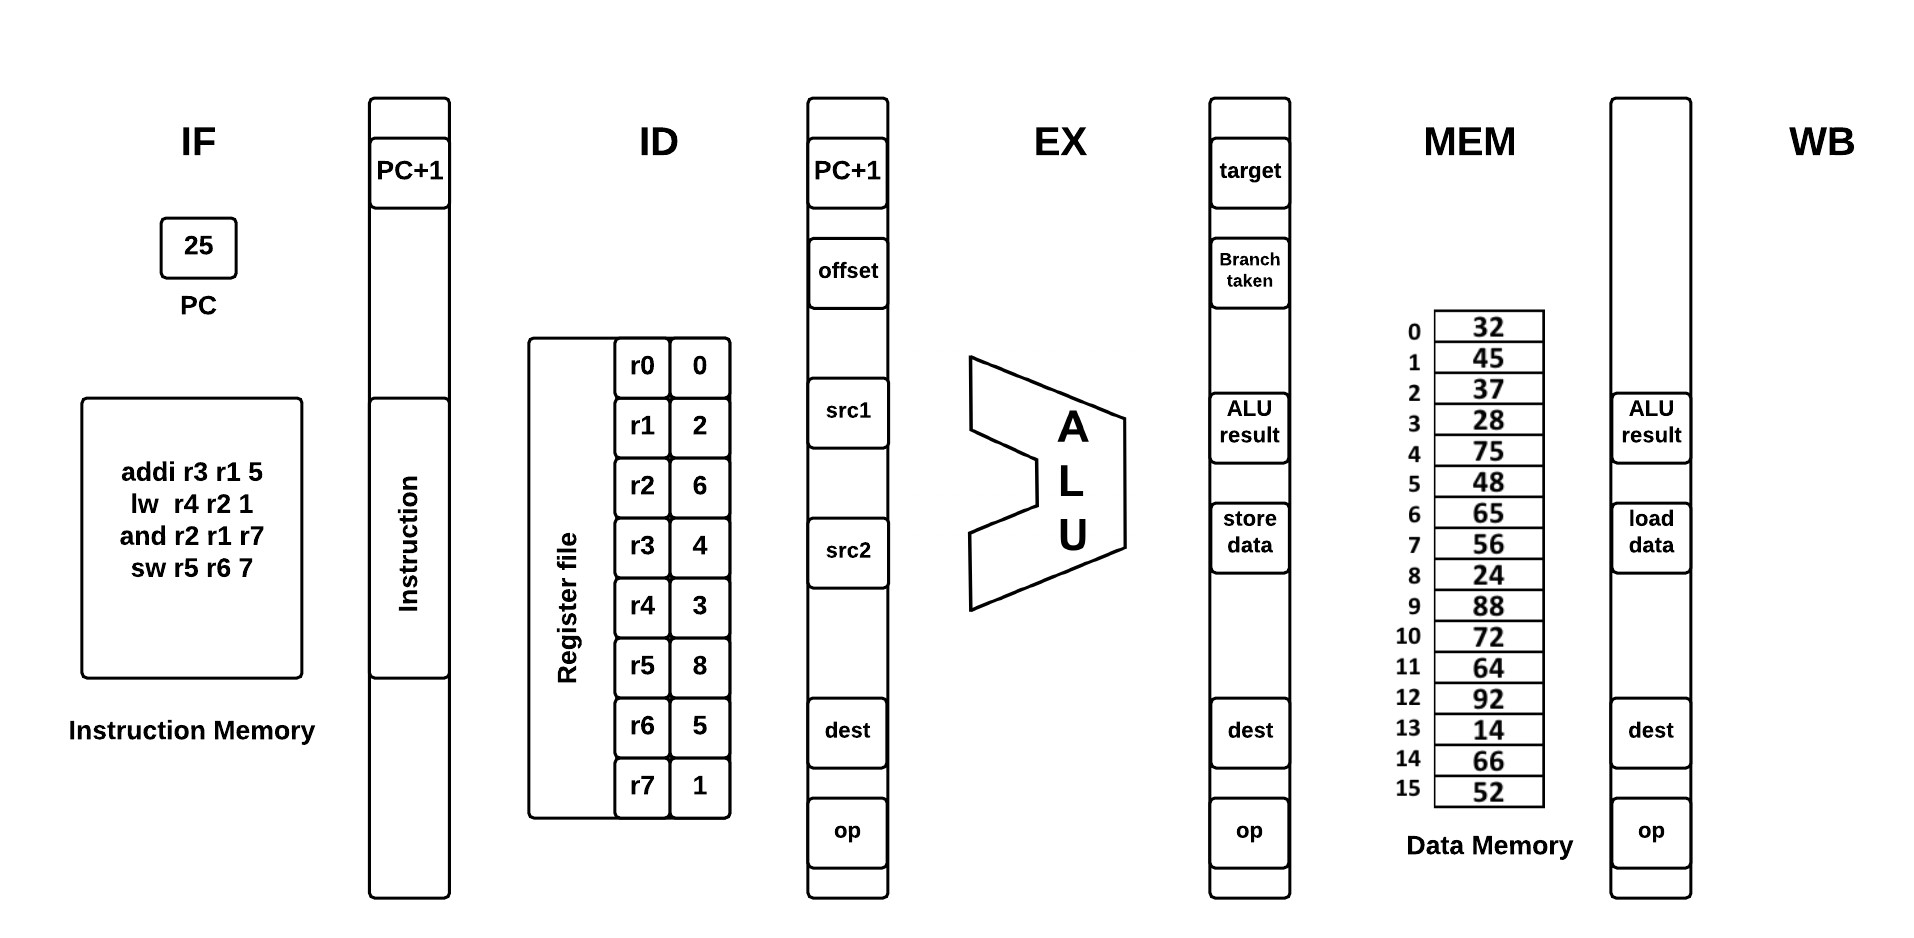 IF
ID
EX
MEM
WB
25
PC
addi r3 r1 5
lw  r4 r2 1
and r2 r1 r7
sw r5 r6 7
Instruction Memory
PC+1
Instruction
Register file
r0 0
r1 2
r2 6
r3 4
r4 3
r5 8
r6 5
r7 1
PC+1
offset
src1
src2
dest
op
A
L
U
target
Branch
taken
ALU
result
store
data
dest
op
0 32
1 45
2 37
3 28
4 75
5 48
6 65
7 56
8 24
9 88
10 72
11 64
12 92
13 14
14 66
15 52
Data Memory
ALU
result
load
data
dest
op